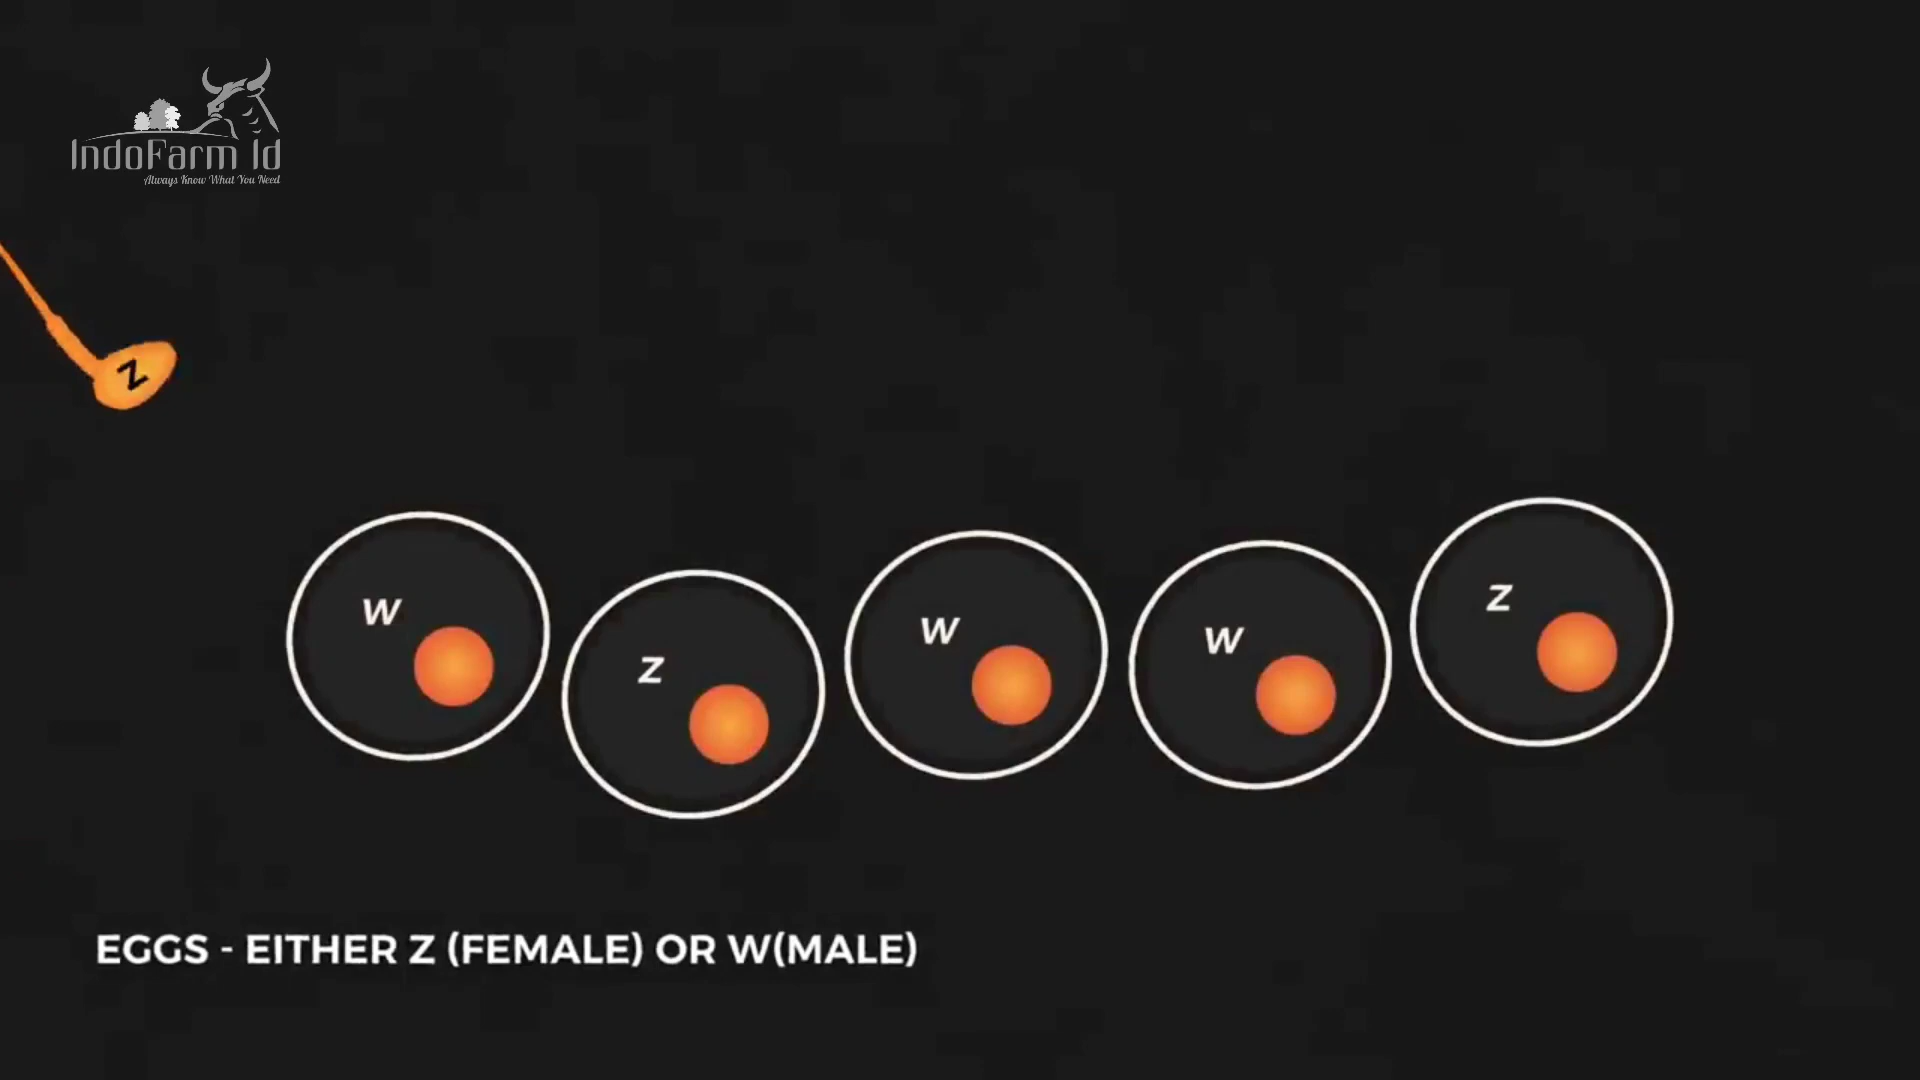 IndoFarm Id
Always Know What You Need
Z
W
Z
W
W
Z
EGGS - EITHER Z (FEMALE) OR W(MALE)